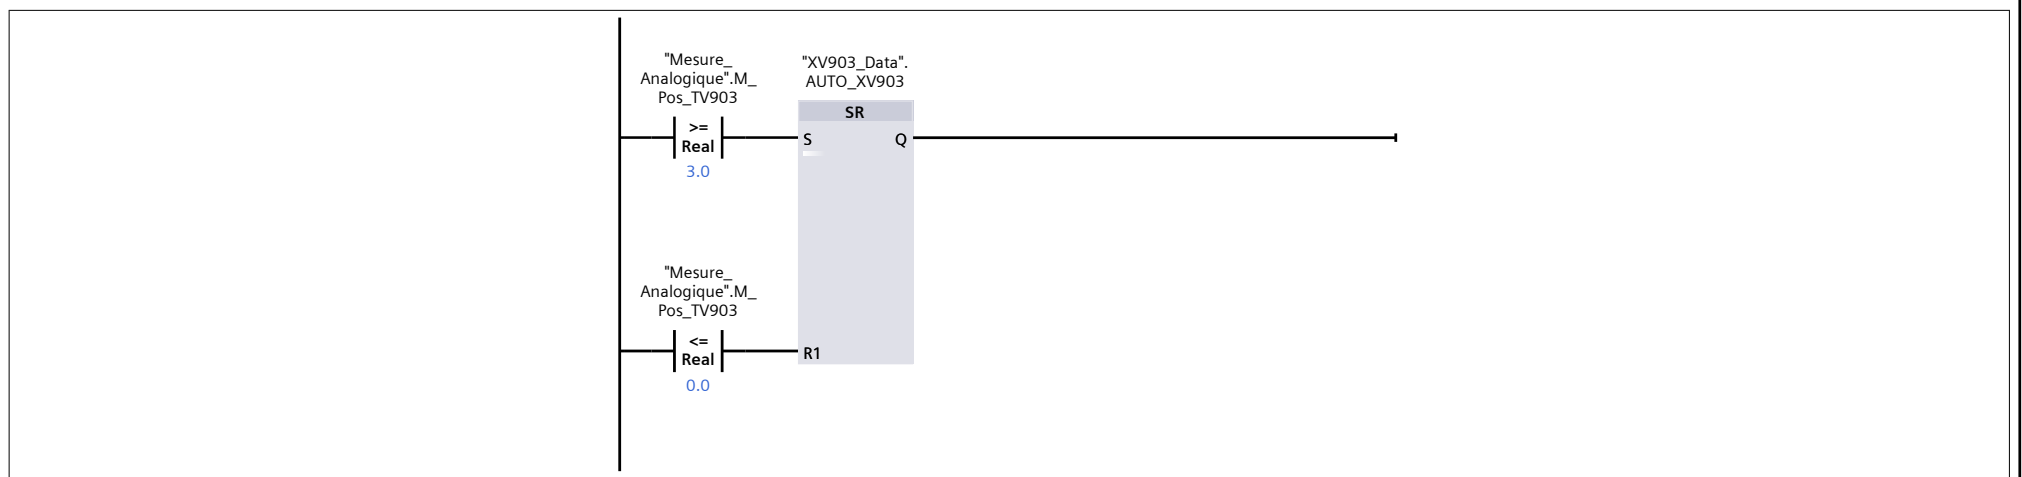 "Mesure_
Analogique".M_
Pos_TV903
"XV903_Data".
AUTO_XV903
SR
>=
Real
S
Q
3.0
"Mesure_
Analogique".M_
Pos_TV903
<=
Real
R1
0.0